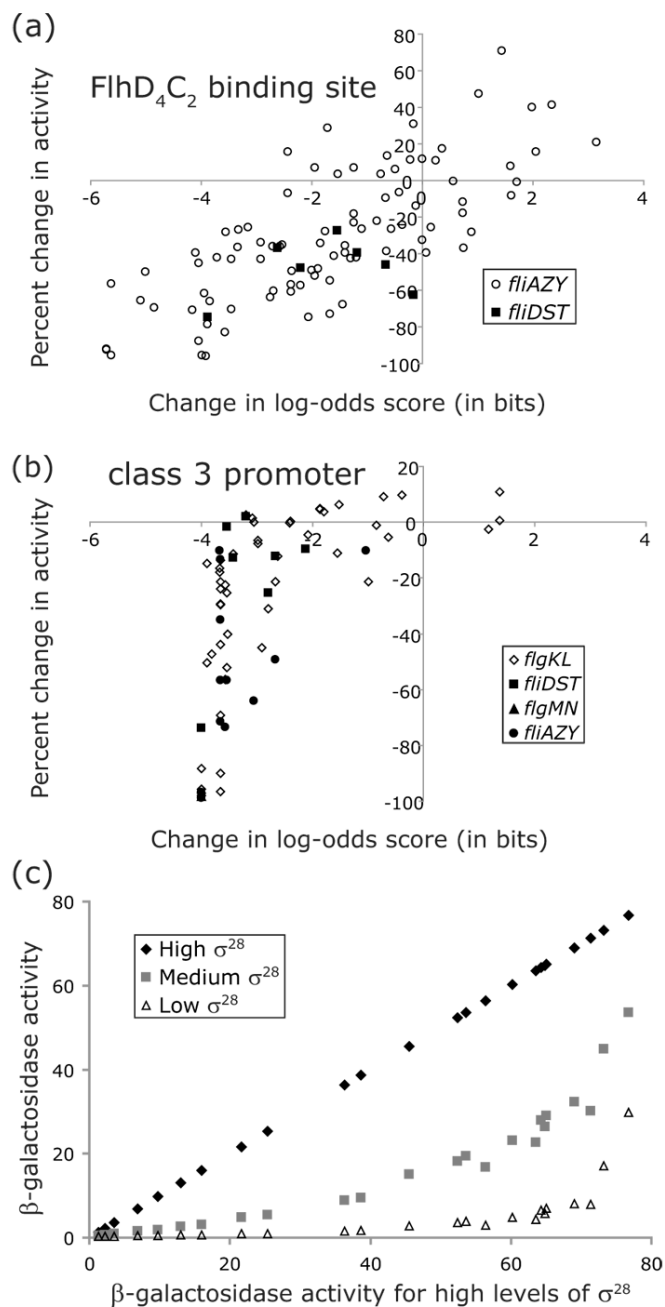 (a)
FlhD₄C₂ binding site
Percent change in activity
80
60
40
20
0
-20
-40
-60
-80
-100
-6
-4
-2
0
2
4
fliAZY
fliDST
Change in log-odds score (in bits)
(b)
class 3 promoter
Percent change in activity
20
0
-20
-40
-60
-80
-100
-6
-4
-2
0
2
4
flgKL
fliDST
flgMN
fliAZY
Change in log-odds score (in bits)
(c)
β-galactosidase activity
80
60
40
20
0
High σ²⁸
Medium σ²⁸
Low σ²⁸
0
20
40
60
80
β-galactosidase activity for high levels of σ²⁸